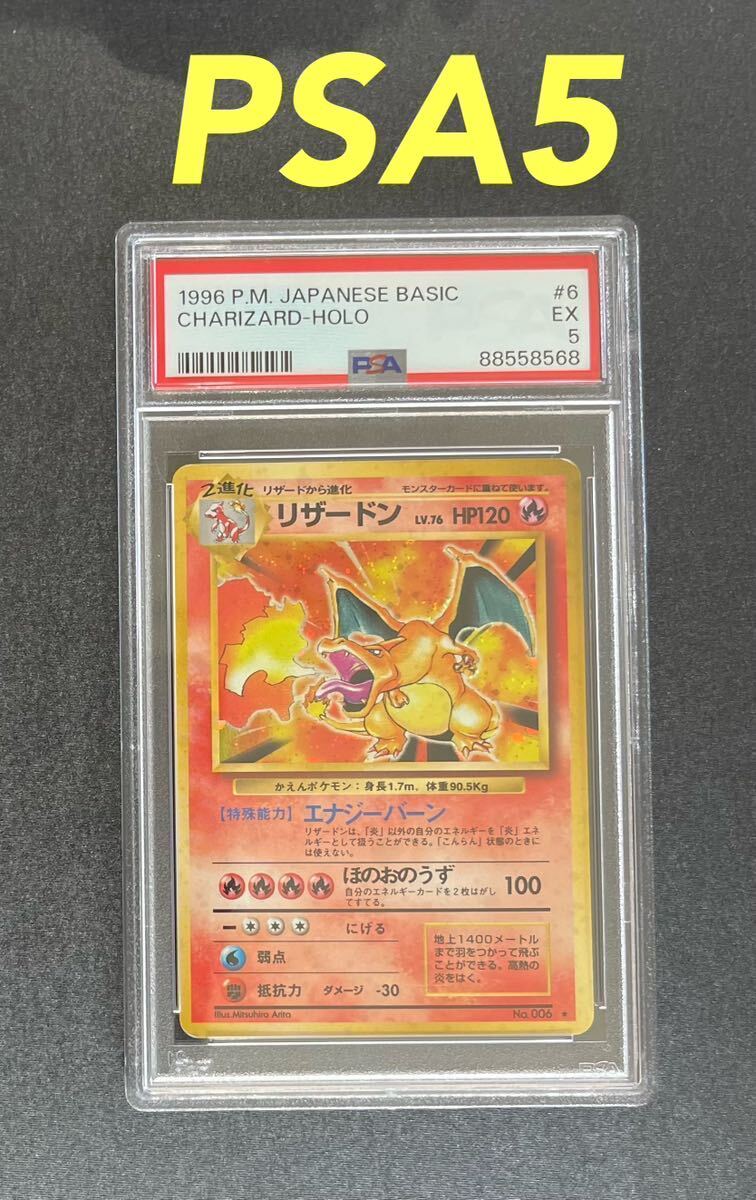 PSA5
1996 P.M. JAPANESE BASIC #6
CHARIZARD-HOLO EX
5
PSA 88558568
2進化 リザードから進化 モンスターカードに重ねて使います。
リザードン LV.76 HP120
かえんポケモン：身長1.7m、体重90.5Kg
【特殊能力】エナジーバーン
リザードンは、「炎」以外の自分のエネルギーを「炎」エネ
ルギーとして扱うことができる。「こんらん」状態のときに
は使えない。
ほのおのうず 100
自分のエネルギーカードを2枚はがし
てすてる。
にげる
弱点
抵抗力 ダメージ -30
地上1400メートル
まで羽をつかって飛ぶ
ことができる。高熱の
炎をはく。
Illus.Mitsuhiro Arita No.006 ★
PSA